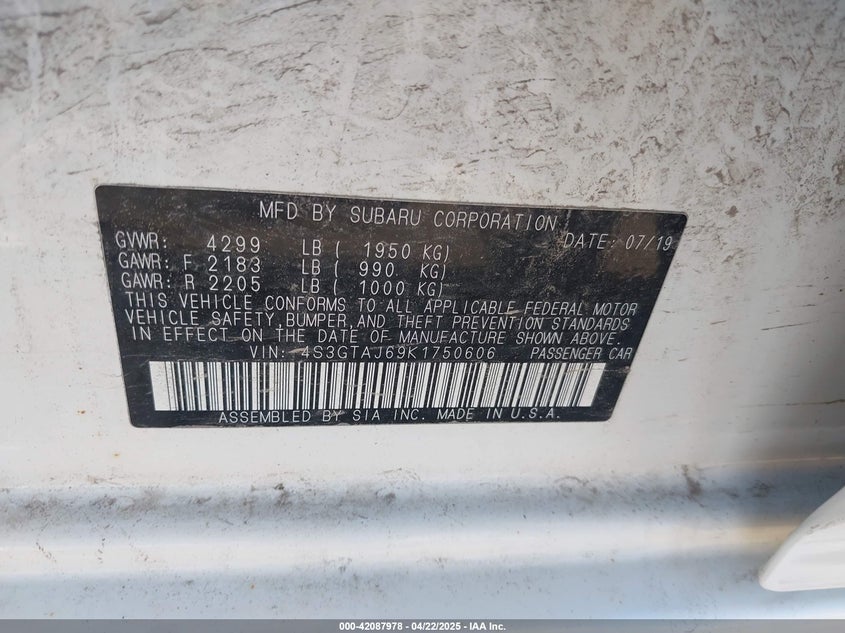 MFD BY SUBARU CORPORATION
DATE: 07/19
GVWR: 4299 LB ( 1950 KG)
GAWR: F 2183 LB ( 990. KG)
GAWR: R 2205 LB ( 1000 KG)
THIS VEHICLE CONFORMS TO ALL APPLICABLE FEDERAL MOTOR
VEHICLE SAFETY, BUMPER, AND THEFT PREVENTION STANDARDS
IN EFFECT ON THE DATE OF MANUFACTURE SHOWN ABOVE.
VIN: 4S3GTAJ69K1750606 PASSENGER CAR
ASSEMBLED BY SIA INC. MADE IN U.S.A.
000-42087978 - 04/22/2025 - IAA Inc.